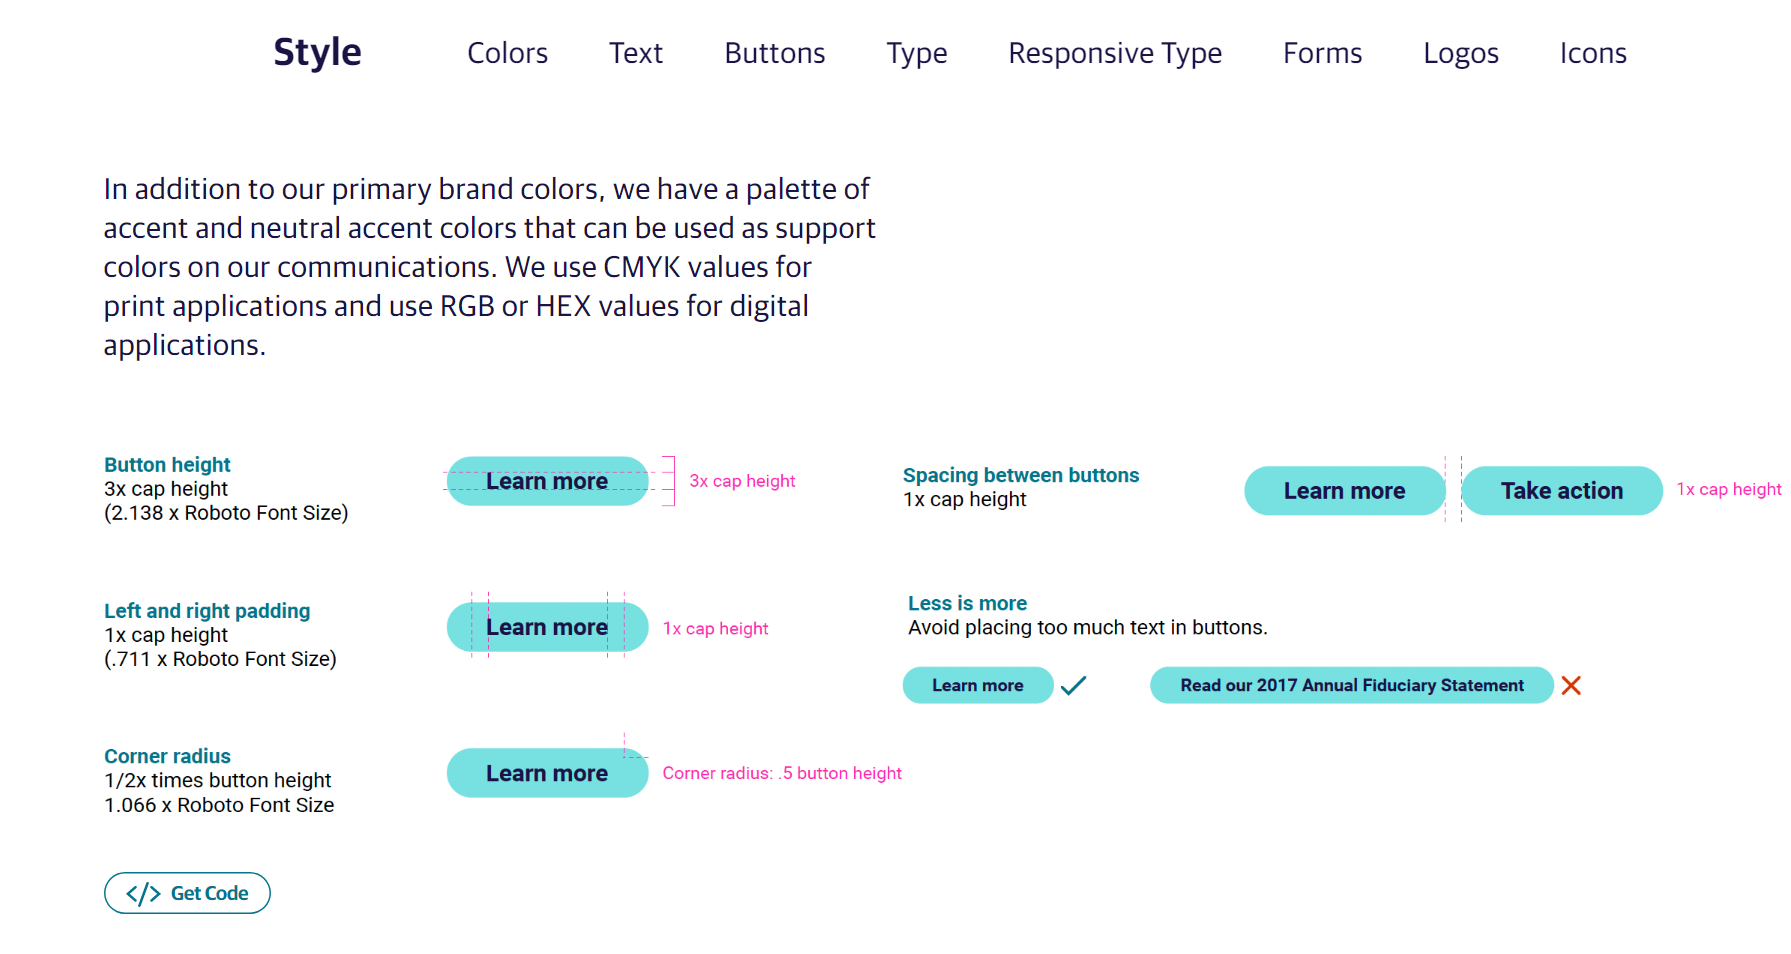 Style
Colors
Text
Buttons
Type
Responsive Type
Forms
Logos
Icons
In addition to our primary brand colors, we have a palette of
accent and neutral accent colors that can be used as support
colors on our communications. We use CMYK values for
print applications and use RGB or HEX values for digital
applications.
Button height
3x cap height
(2.138 x Roboto Font Size)
Learn more
3x cap height
Left and right padding
1x cap height
(.711 x Roboto Font Size)
Learn more
1x cap height
Corner radius
1/2x times button height
1.066 x Roboto Font Size
Learn more
Corner radius: .5 button height
Spacing between buttons
1x cap height
Learn more
Take action
1x cap height
Less is more
Avoid placing too much text in buttons.
Learn more
Read our 2017 Annual Fiduciary Statement
</> Get Code